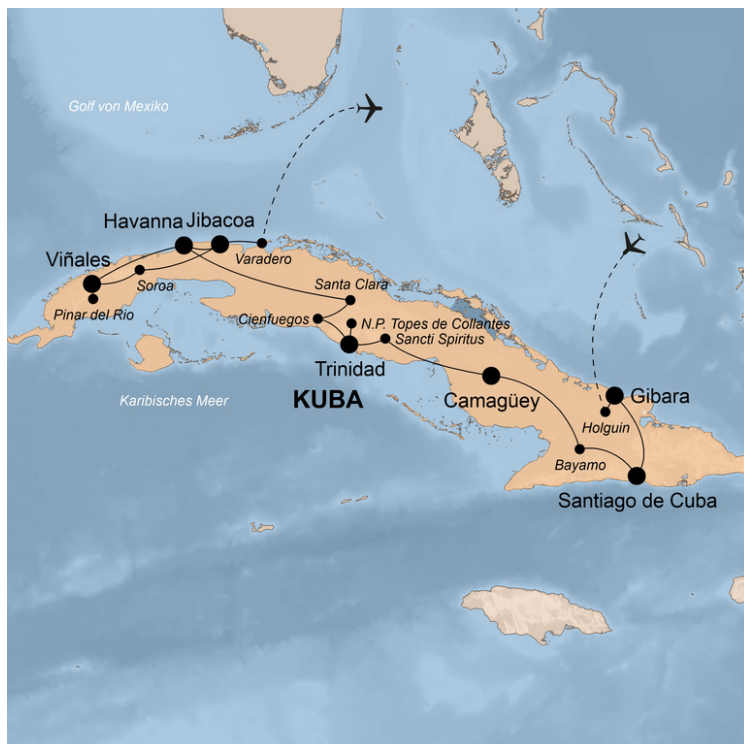 Golf von Mexiko
Havanna
Jibacoa
Viñales
Varadero
Soroa
Santa Clara
Pinar del Rio
Cienfuegos
N.P. Topes de Collantes
Sancti Spiritus
Trinidad
Karibisches Meer
KUBA
Camagüey
Gibara
Holguin
Bayamo
Santiago de Cuba